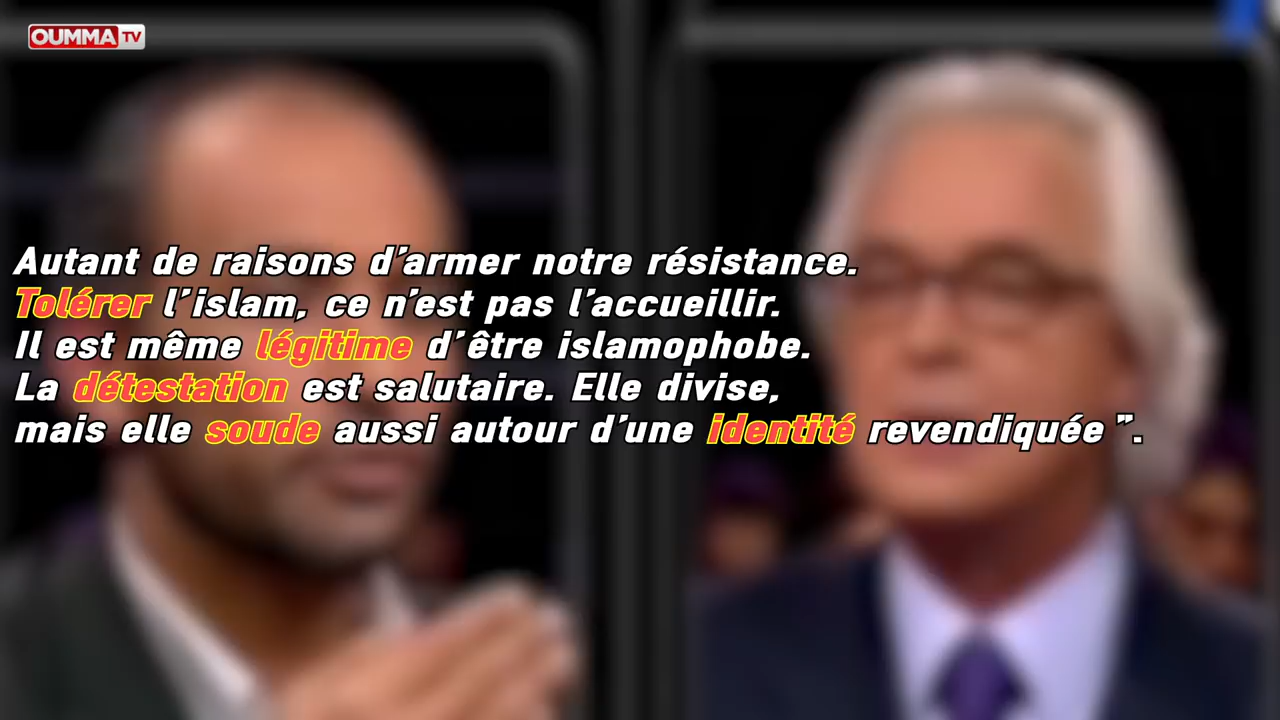 OUMMA TV
Autant de raisons d'armer notre résistance.
Tolérer l'islam, ce n'est pas l'accueillir.
Il est même légitime d'être islamophobe.
La détestation est salutaire. Elle divise,
mais elle soude aussi autour d'une identité revendiquée ”.